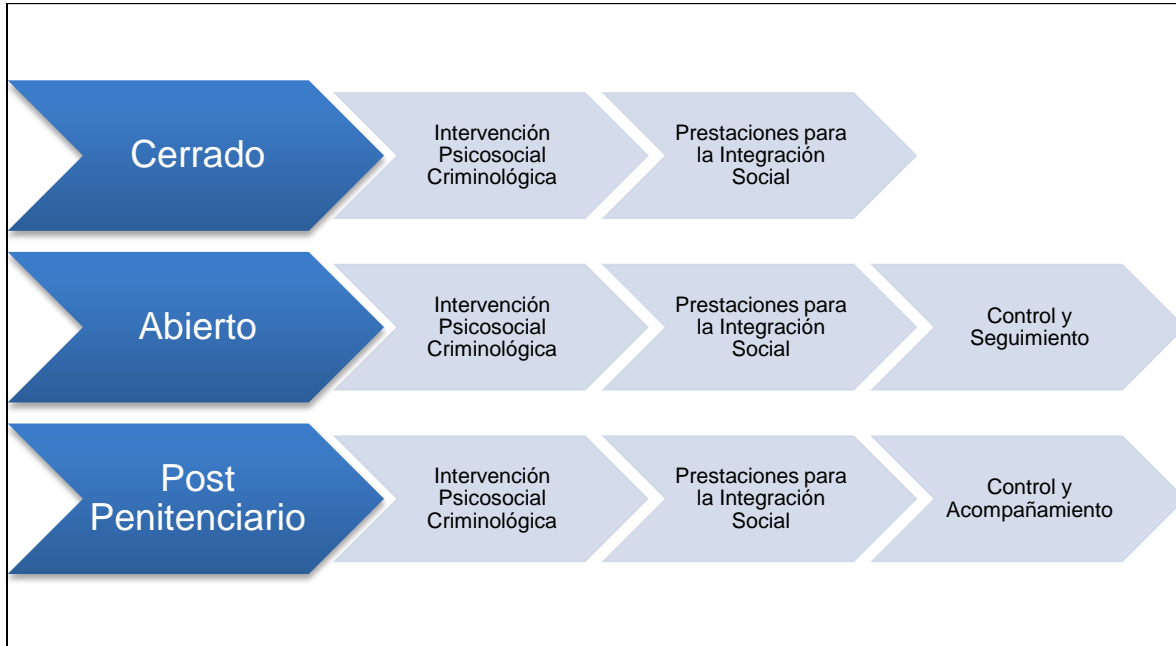 Cerrado
Intervención
Psicosocial
Criminológica
Prestaciones para
la Integración
Social
Abierto
Intervención
Psicosocial
Criminológica
Prestaciones para
la Integración
Social
Control y
Seguimiento
Post
Penitenciario
Intervención
Psicosocial
Criminológica
Prestaciones para
la Integración
Social
Control y
Acompañamiento